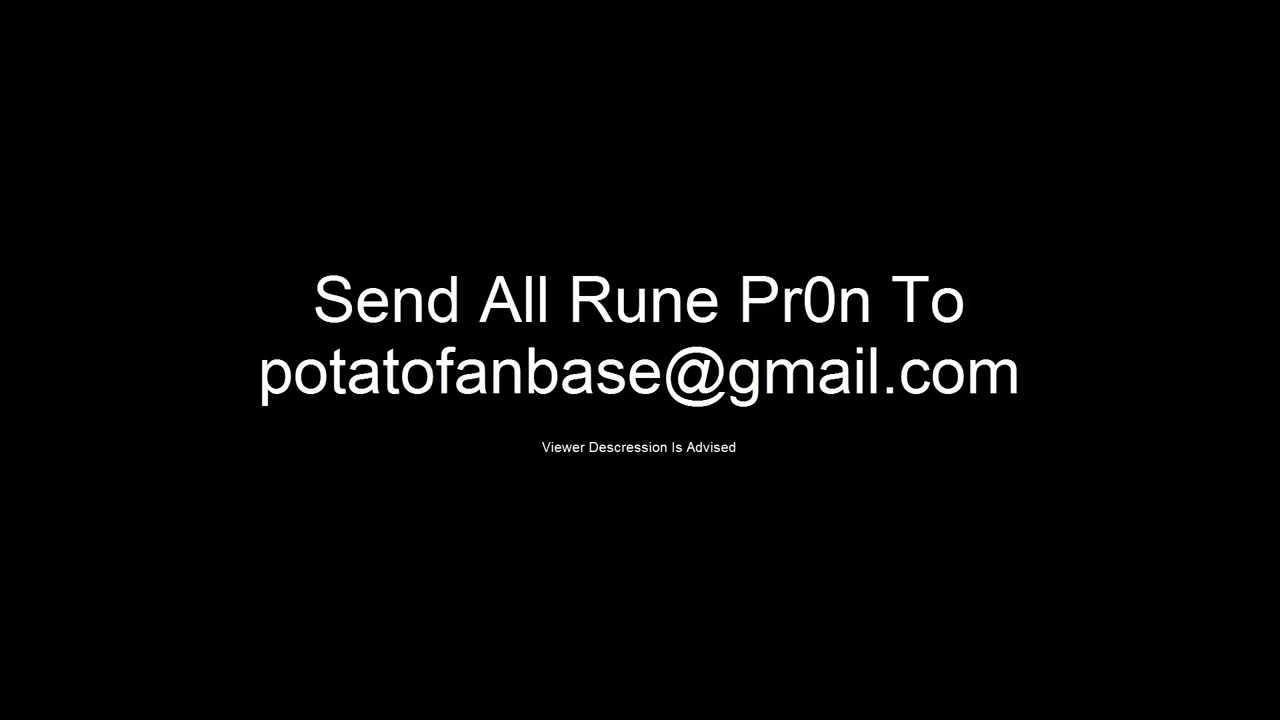 Send All Rune Pr0n To
potatofanbase@gmail.com
Viewer Descression Is Advised